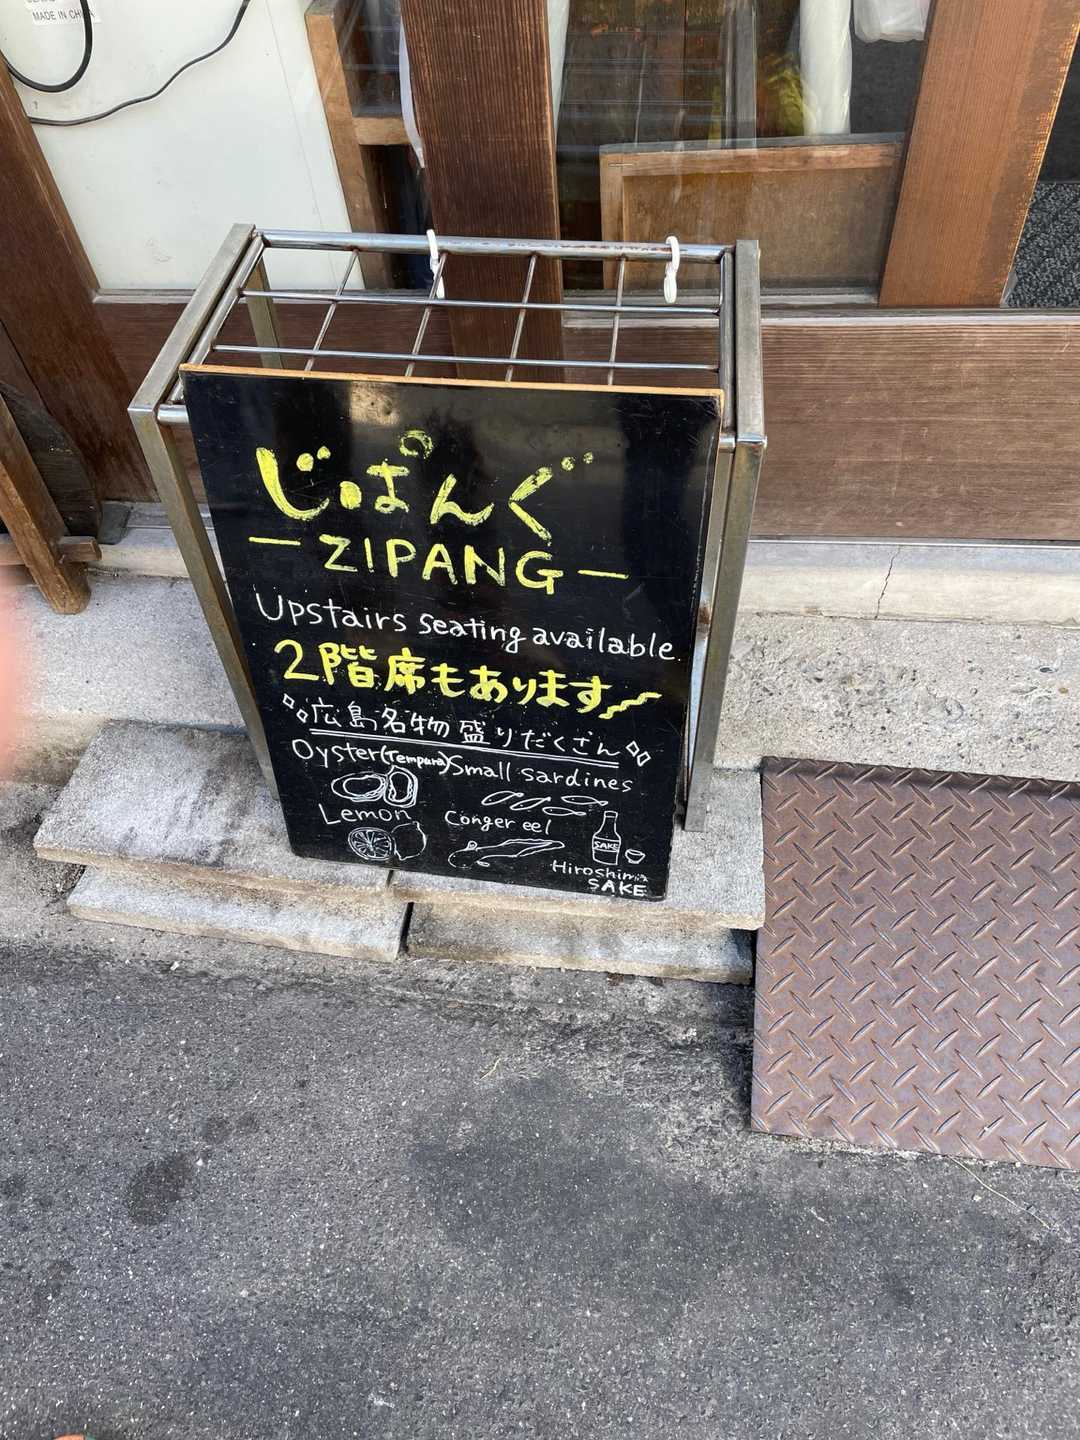 MADE IN CHINA
じぱんぐ
-ZIPANG-
Upstairs seating available
2階席もあります
広島名物盛りだくさん
Oyster(Tempura) Small sardines
Lemon Conger eel
SAKE
Hiroshima
SAKE